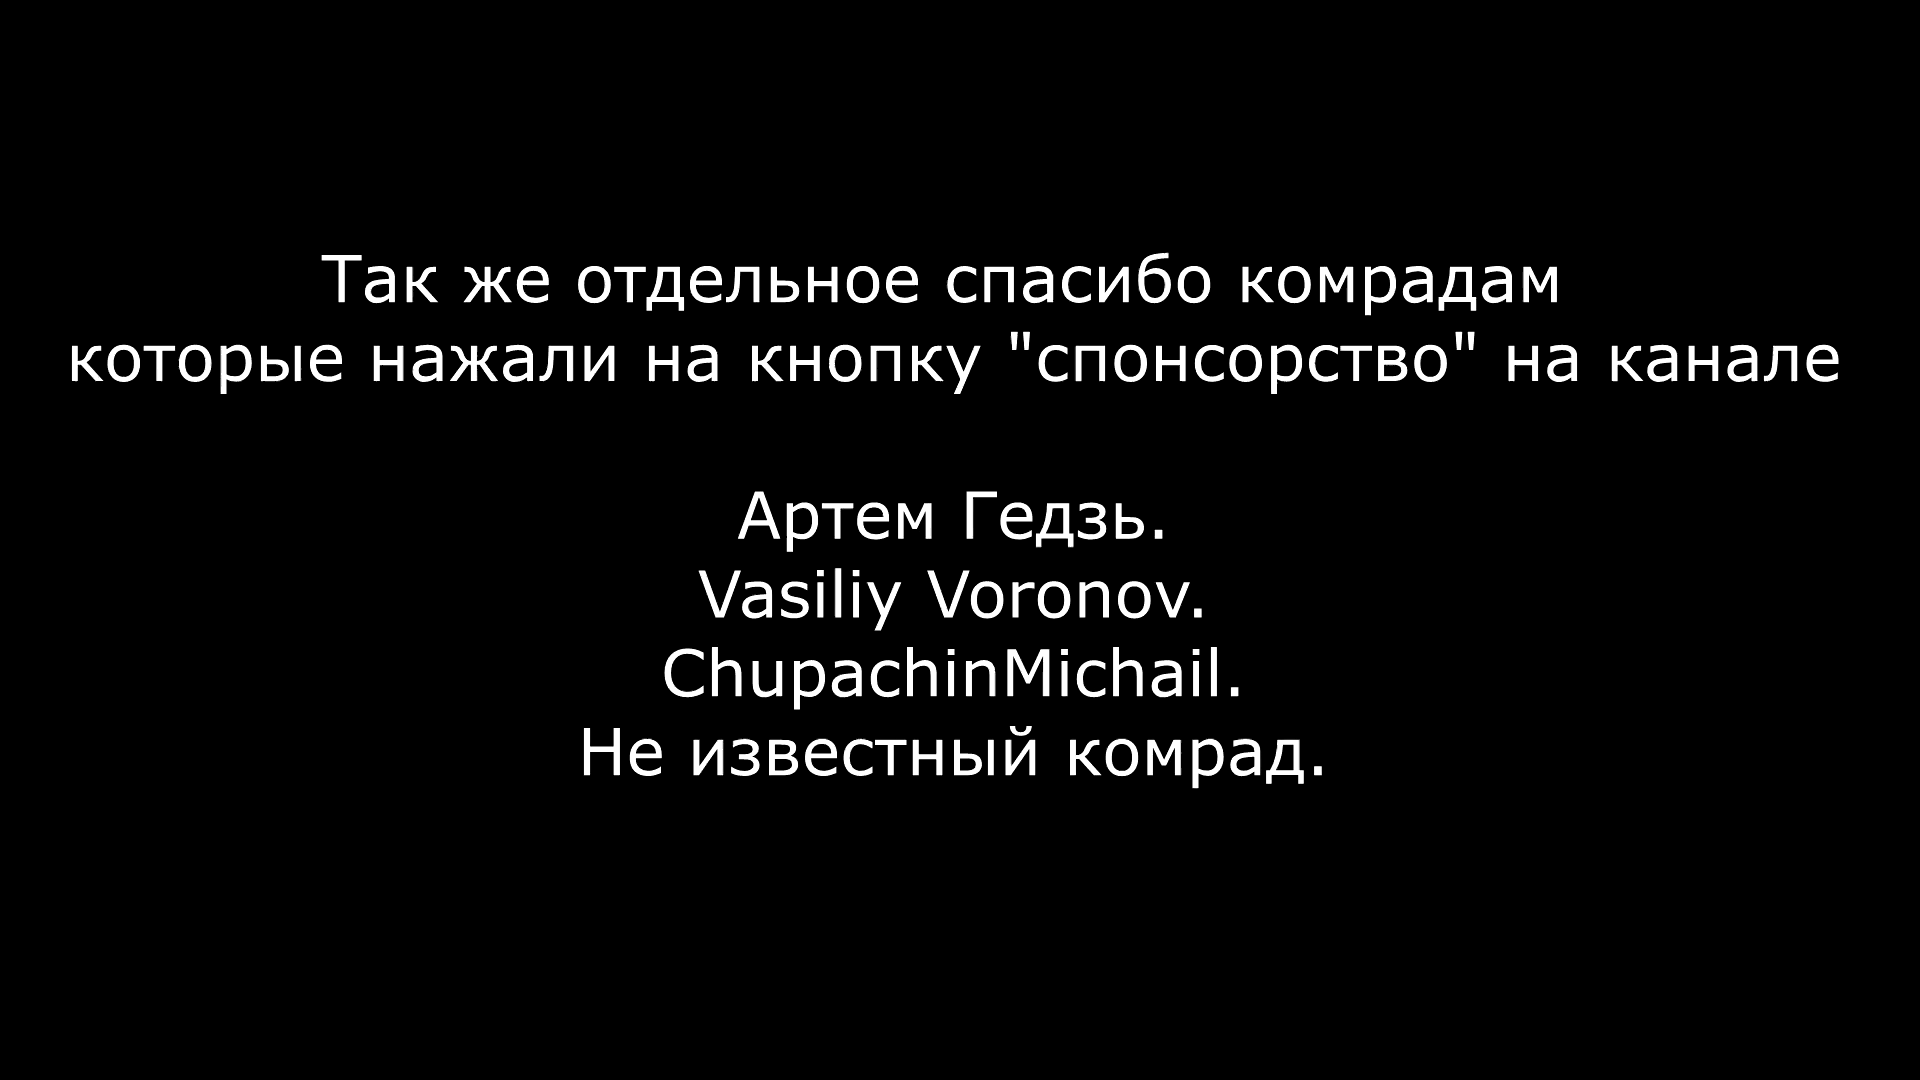 Так же отдельное спасибо комрадам
которые нажали на кнопку "спонсорство" на канале
Артем Гедзь.
Vasiliy Voronov.
ChupachinMichail.
Не известный комрад.